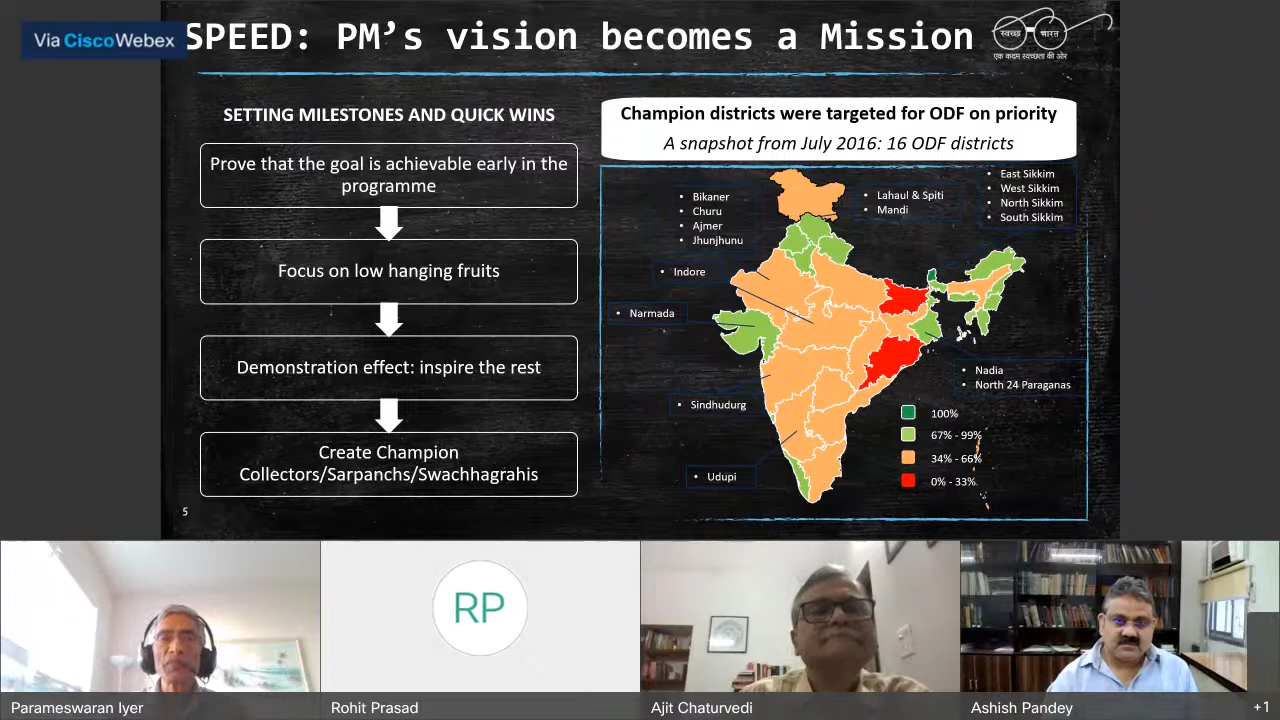 Via Cisco Webex
SPEED: PM’s vision becomes a Mission
स्वच्छ भारत
एक कदम स्वच्छता की ओर
SETTING MILESTONES AND QUICK WINS
Prove that the goal is achievable early in the
programme
Focus on low hanging fruits
Demonstration effect: inspire the rest
Create Champion
Collectors/Sarpanchs/Swachhagrahis
5
Champion districts were targeted for ODF on priority
A snapshot from July 2016: 16 ODF districts
• Bikaner
• Churu
• Ajmer
• Jhunjhunu
• Lahaul & Spiti
• Mandi
• East Sikkim
• West Sikkim
• North Sikkim
• South Sikkim
• Indore
• Narmada
• Sindhudurg
• Udupi
• Nadia
• North 24 Paraganas
100%
67% - 99%
34% - 66%
0% - 33%
RP
Parameswaran Iyer
Rohit Prasad
Ajit Chaturvedi
Ashish Pandey
+1